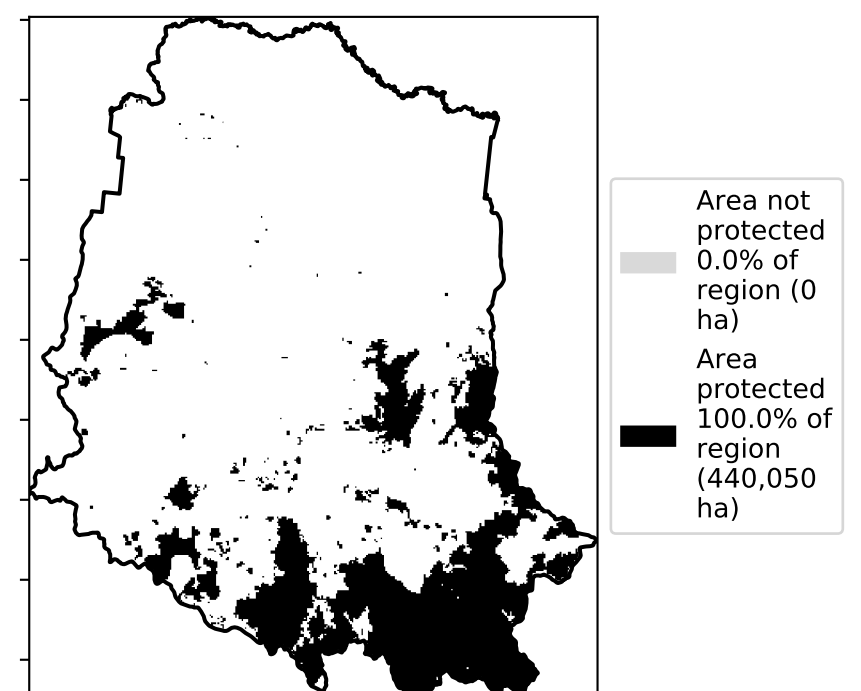 Area not
protected
0.0% of
region (0
ha)
Area
protected
100.0% of
region
(440,050
ha)